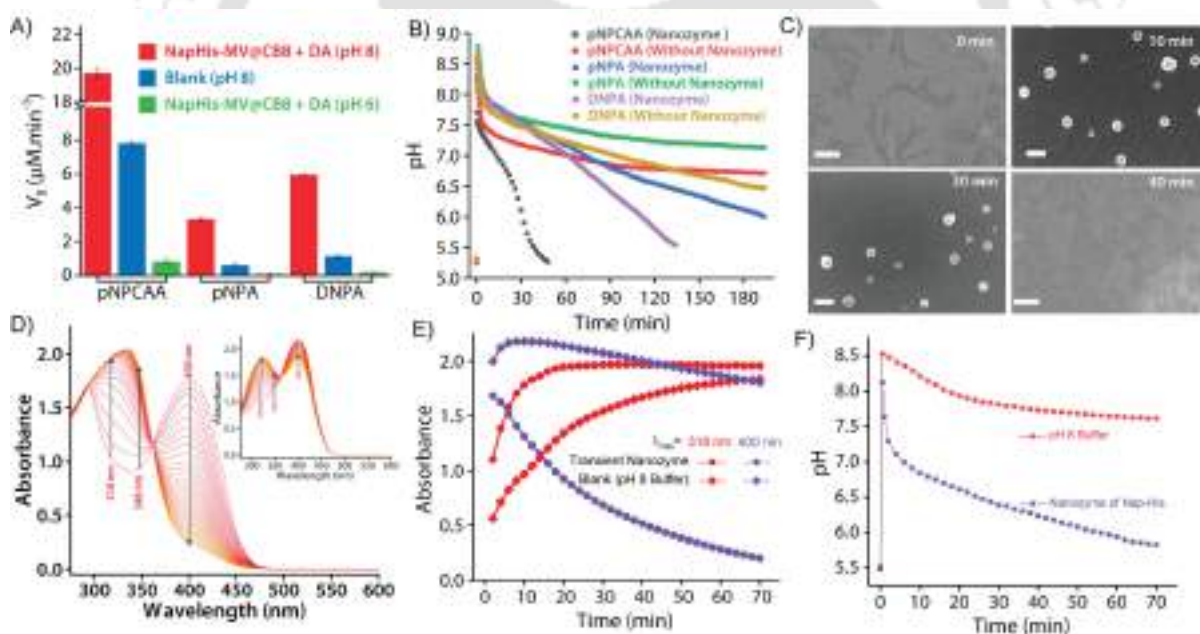 A)
22
20
18
8
6
4
2
0
V₀ (μM.min⁻¹)
NapHis-MV@CB8 + DA (pH 8)
Blank (pH 8)
NapHis-MV@CB8 + DA (pH 6)
pNPCAA pNPA DNPA
B)
9.0
8.5
8.0
7.5
7.0
6.5
6.0
5.5
5.0
pH
pNPCAA (Nanozyme)
pNPCAA (Without Nanozyme)
pNPA (Nanozyme)
pNPA (Without Nanozyme)
DNPA (Nanozyme)
DNPA (Without Nanozyme)
0 30 60 90 120 150 180
Time (min)
C)
0 min
10 min
40 min
D)
2.0
1.5
1.0
0.5
0.0
Absorbance
300 350 400 450 500 550 600
Wavelength (nm)
Absorbance
Wavelength (nm)
E)
2.0
1.5
1.0
0.5
0.0
Absorbance
318 nm 400 nm
Transient Nanozyme
Blank (pH 8 Buffer)
0 10 20 30 40 50 60 70
Time (min)
F)
8.5
8.0
7.5
7.0
6.5
6.0
5.5
pH
pH 8 Buffer
Nanozyme of Nap-His
0 10 20 30 40 50 60 70
Time (min)